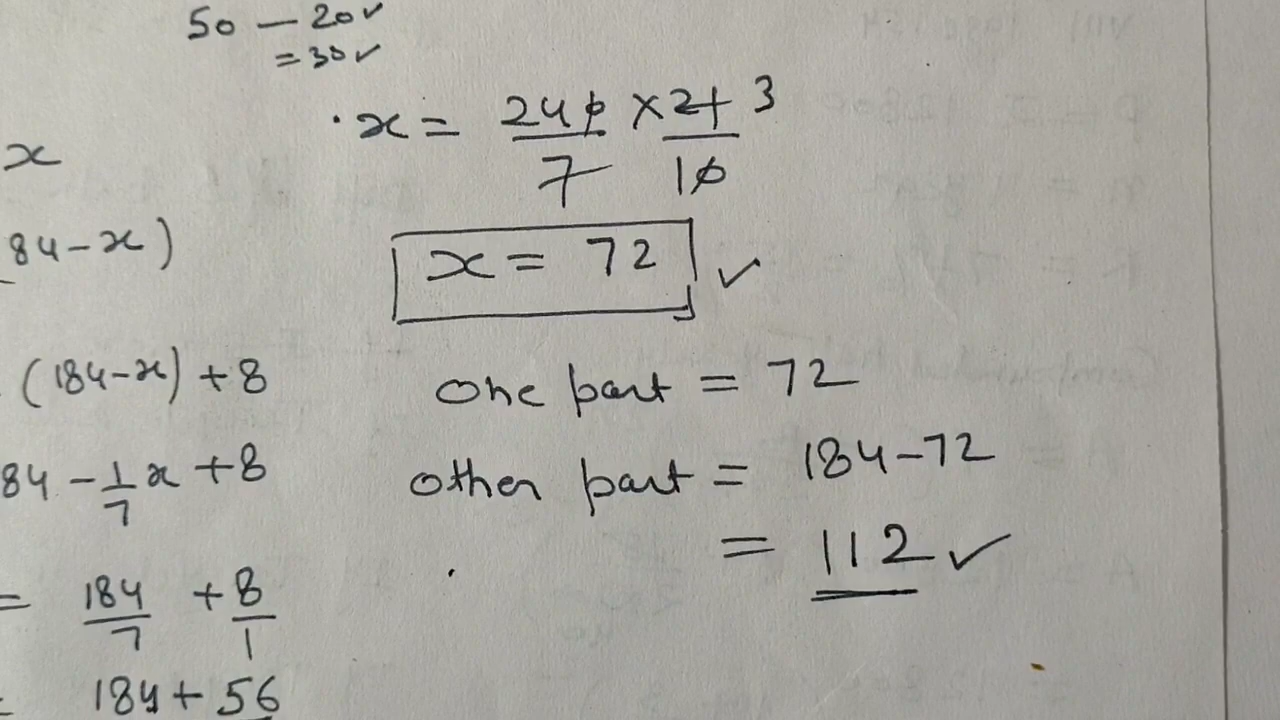 50 - 20✓
= 30✓
x
84 - x)
(184 - x) + 8
84 - 1/7 x + 8
= 184/7 + 8/1
= 184 + 56
x = 240/7 × 21/10 3
x = 72 ✓
One part = 72
other part = 184 - 72
= 112 ✓